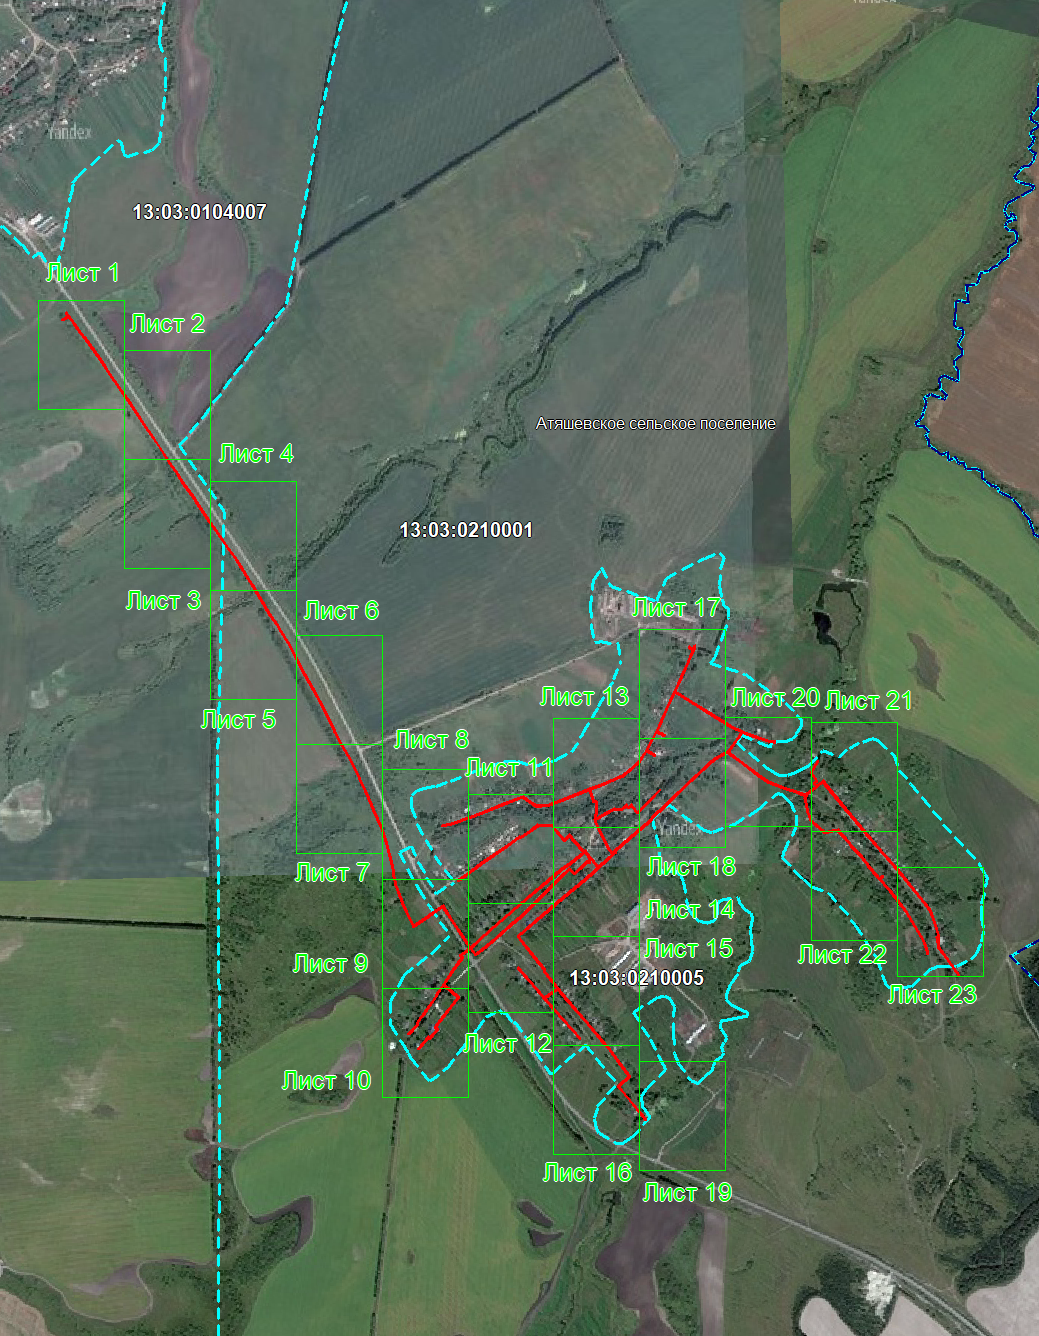 Yandex
Yandex
13:03:0104007
Лист 1
Лист 2
Атяшевское сельское поселение
Лист 4
13:03:0210001
Лист 3
Лист 6
Лист 17
Лист 5
Лист 13
Лист 20
Лист 21
Лист 8
Лист 11
Yandex
Лист 7
Лист 18
Лист 14
Лист 15
Лист 9
Лист 22
13:03:0210005
Лист 23
Лист 12
Лист 10
Лист 16
Лист 19